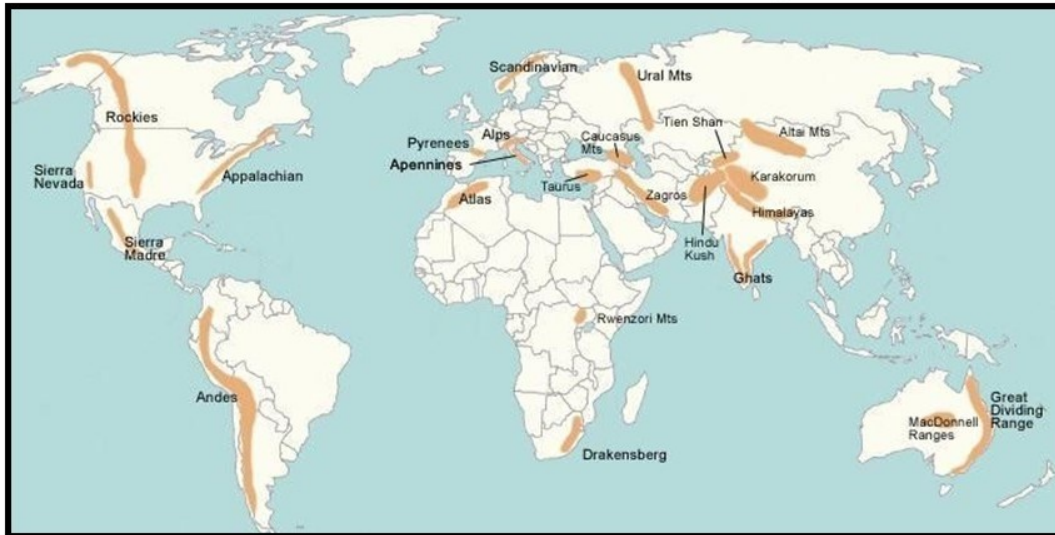 Scandinavian
Ural Mts
Rockies
Tien Shan
Altai Mts
Alps
Caucasus
Mts
Pyrenees
Apennines
Sierra
Nevada
Appalachian
Karakorum
Taurus
Zagros
Atlas
Himalayas
Sierra
Madre
Hindu
Kush
Ghats
Rwenzori Mts
Andes
Great
Dividing
Range
MacDonnell
Ranges
Drakensberg